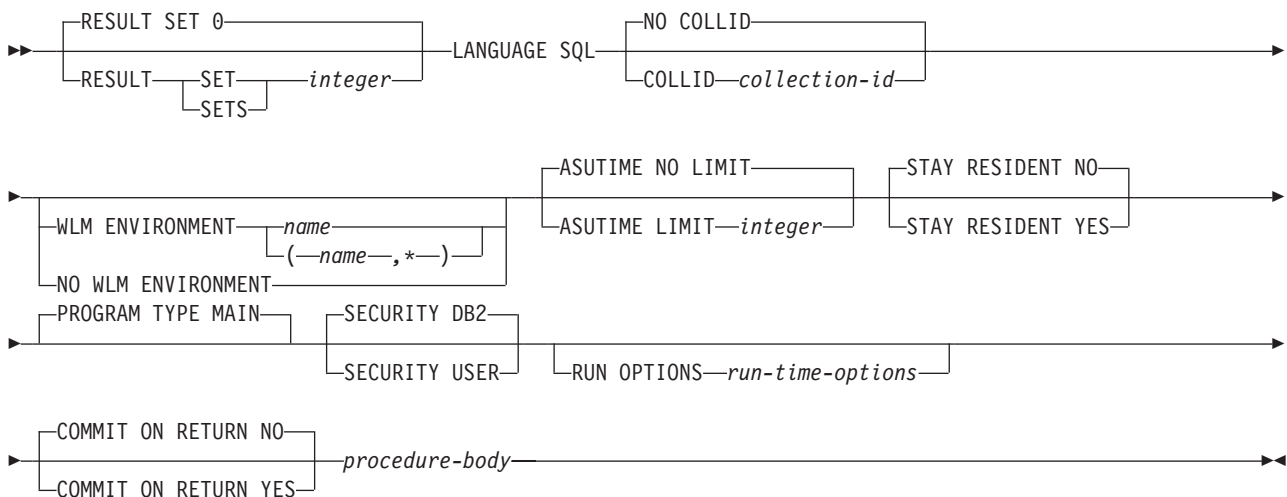 RESULT SET 0 NO COLLID
LANGUAGE SQL
RESULT SET integer COLLID collection-id
SETS
ASUTIME NO LIMIT STAY RESIDENT NO
WLM ENVIRONMENT name ASUTIME LIMIT integer STAY RESIDENT YES
( name ,* )
NO WLM ENVIRONMENT
PROGRAM TYPE MAIN SECURITY DB2
SECURITY USER RUN OPTIONS run-time-options
COMMIT ON RETURN NO
procedure-body
COMMIT ON RETURN YES